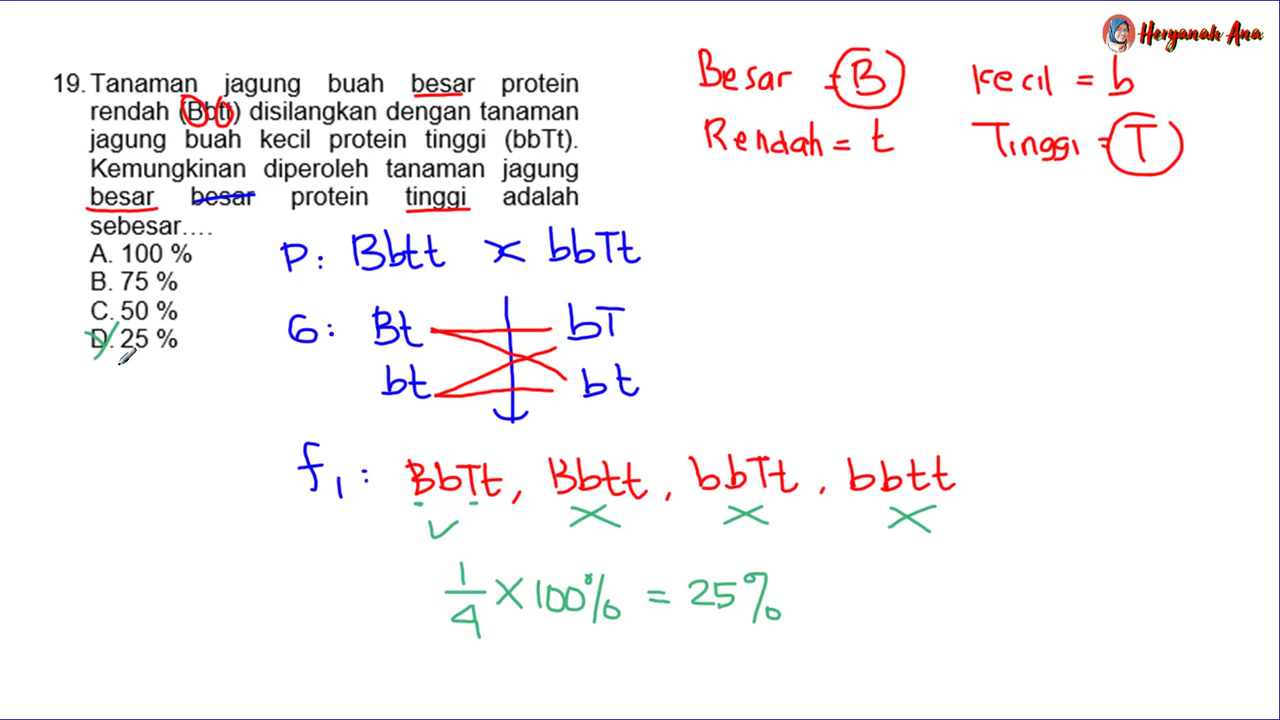 Heryanah Ana
19. Tanaman jagung buah besar protein
rendah (Bbtt) disilangkan dengan tanaman
jagung buah kecil protein tinggi (bbTt).
Kemungkinan diperoleh tanaman jagung
besar besar protein tinggi adalah
sebesar....
A. 100 %
B. 75 %
C. 50 %
D. 25 %
Besar = B Kecil = b
Rendah = t Tinggi = T
P: Bbtt x bbTt
G: Bt bT
bt bt
f1: BbTt, Bbtt, bbTt, bbtt
1/4 x 100% = 25%